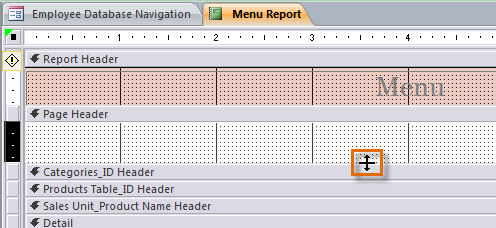 Employee Database Navigation Menu Report
1 2 3 4
Report Header
Menu
Page Header
Categories_ID Header
Products Table_ID Header
Sales Unit_Product Name Header
Detail